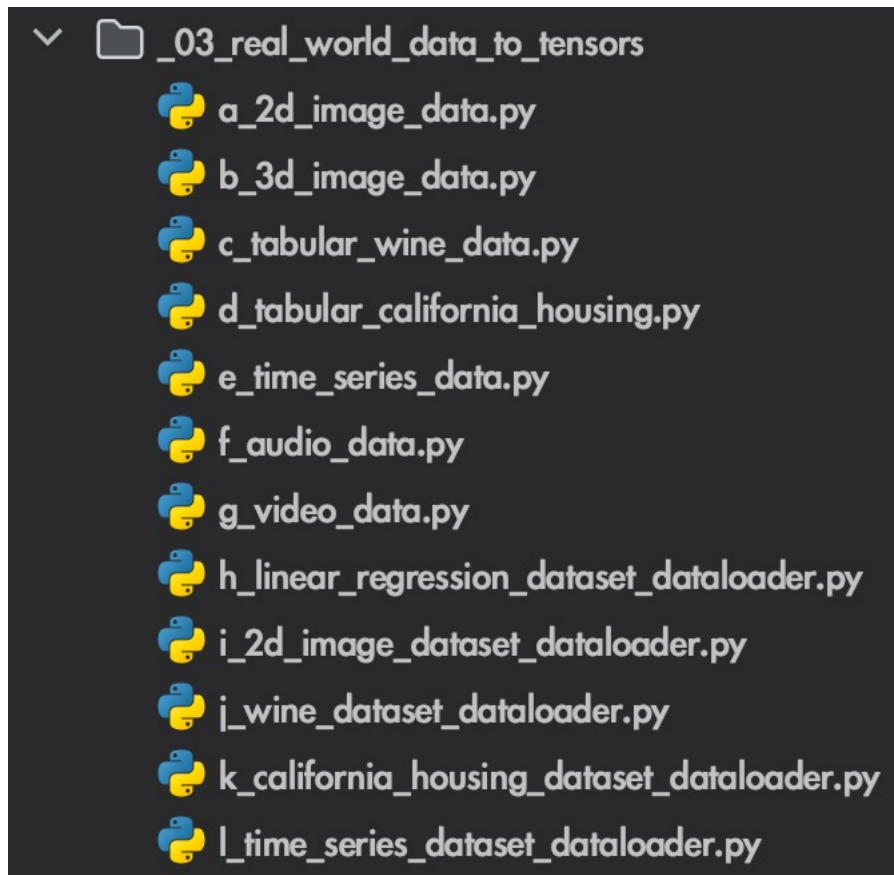 _03_real_world_data_to_tensors
a_2d_image_data.py
b_3d_image_data.py
c_tabular_wine_data.py
d_tabular_california_housing.py
e_time_series_data.py
f_audio_data.py
g_video_data.py
h_linear_regression_dataset_dataloader.py
i_2d_image_dataset_dataloader.py
j_wine_dataset_dataloader.py
k_california_housing_dataset_dataloader.py
l_time_series_dataset_dataloader.py